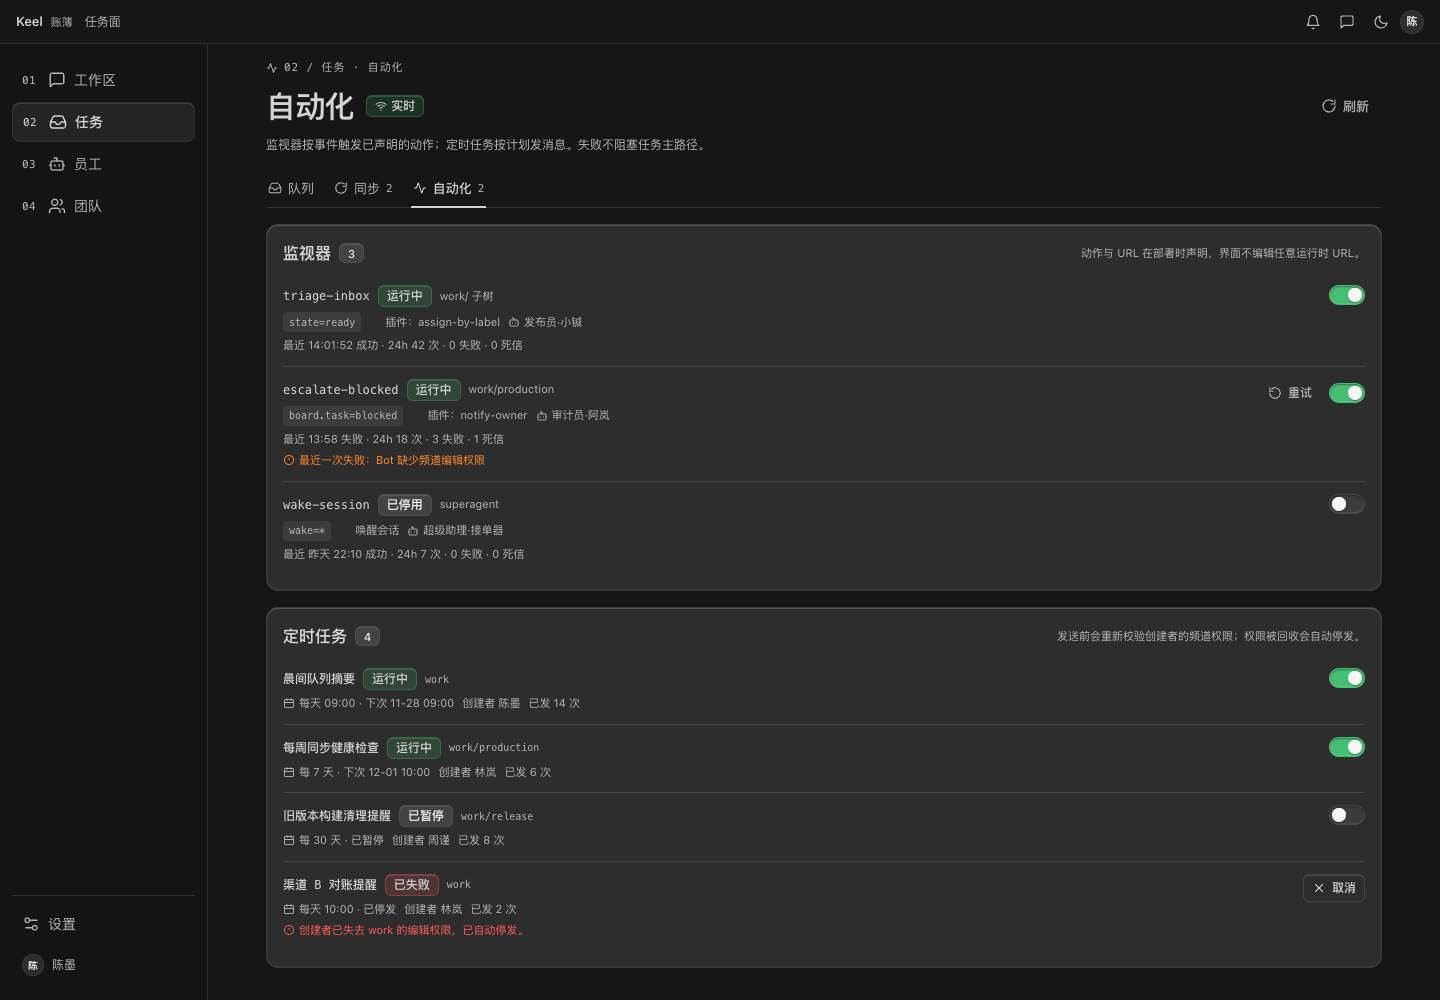 Keel 账簿 任务面
陈
01 工作区
02 任务
03 员工
04 团队
设置
陈 陈墨
02 / 任务 · 自动化
自动化 实时
刷新
监视器按事件触发已声明的动作；定时任务按计划发消息。失败不阻塞任务主路径。
队列 同步 2 自动化 2
监视器 3
动作与 URL 在部署时声明，界面不编辑任意运行时 URL。
triage-inbox 运行中 work/ 子树
state=ready 插件：assign-by-label 发布员·小铖
最近 14:01:52 成功 · 24h 42 次 · 0 失败 · 0 死信
escalate-blocked 运行中 work/production
重试
board.task=blocked 插件：notify-owner 审计员·阿岚
最近 13:58 失败 · 24h 18 次 · 3 失败 · 1 死信
最近一次失败：Bot 缺少频道编辑权限
wake-session 已停用 superagent
wake=* 唤醒会话 超级助理·接单器
最近 昨天 22:10 成功 · 24h 7 次 · 0 失败 · 0 死信
定时任务 4
发送前会重新校验创建者的频道权限；权限被回收会自动停发。
晨间队列摘要 运行中 work
每天 09:00 · 下次 11-28 09:00 创建者 陈墨 已发 14 次
每周同步健康检查 运行中 work/production
每 7 天 · 下次 12-01 10:00 创建者 林岚 已发 6 次
旧版本构建清理提醒 已暂停 work/release
每 30 天 · 已暂停 创建者 周谨 已发 8 次
渠道 B 对账提醒 已失败 work
取消
每天 10:00 · 已停发 创建者 林岚 已发 2 次
创建者已失去 work 的编辑权限，已自动停发。